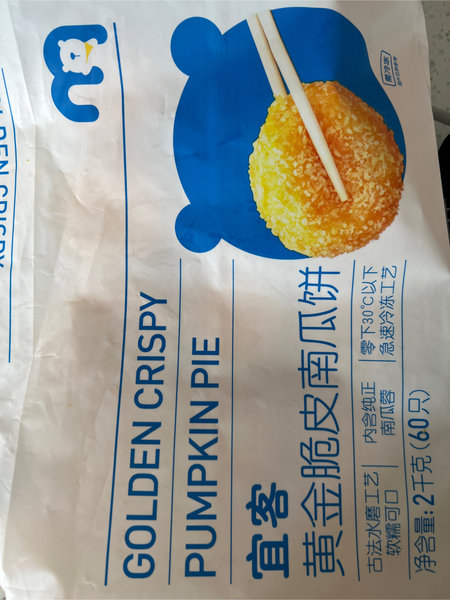 GOLDEN CRISPY
PUMPKIN PIE
宜客
黄金脆皮南瓜饼
古法水磨工艺
软糯可口
内含纯正
南瓜蓉
零下30℃以下
急速冷冻工艺
净含量:2千克(60只)
DEN CRISPY